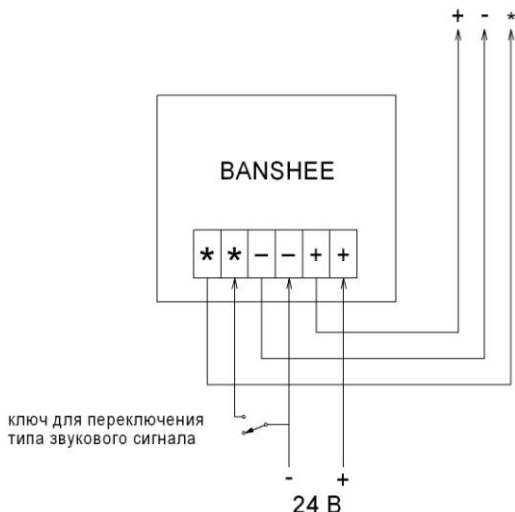 + - *
BANSHEE
* * - - + +
ключ для переключения
типа звукового сигнала
- +
24 В